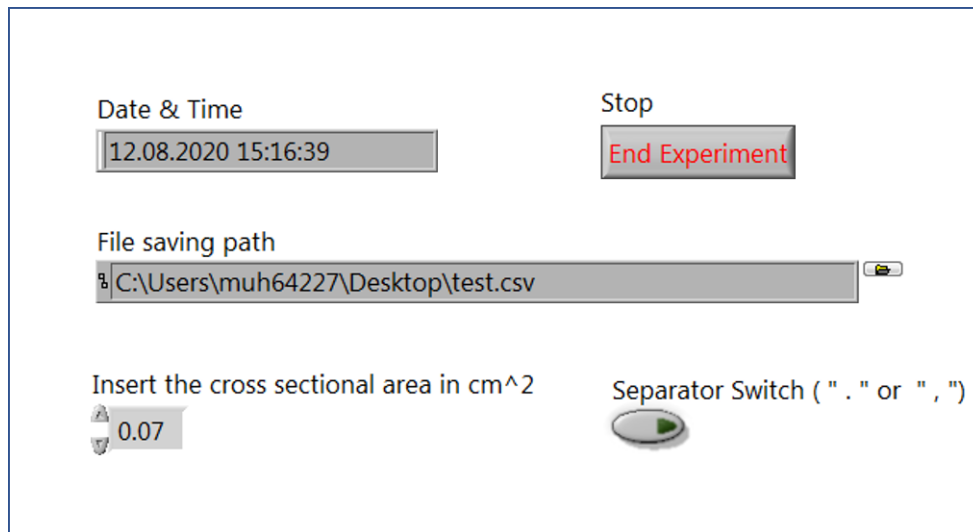 Date & Time
Stop
12.08.2020 15:16:39
End Experiment
File saving path
C:\Users\muh64227\Desktop\test.csv
Insert the cross sectional area in cm^2
Separator Switch ( " . " or " , ")
0.07